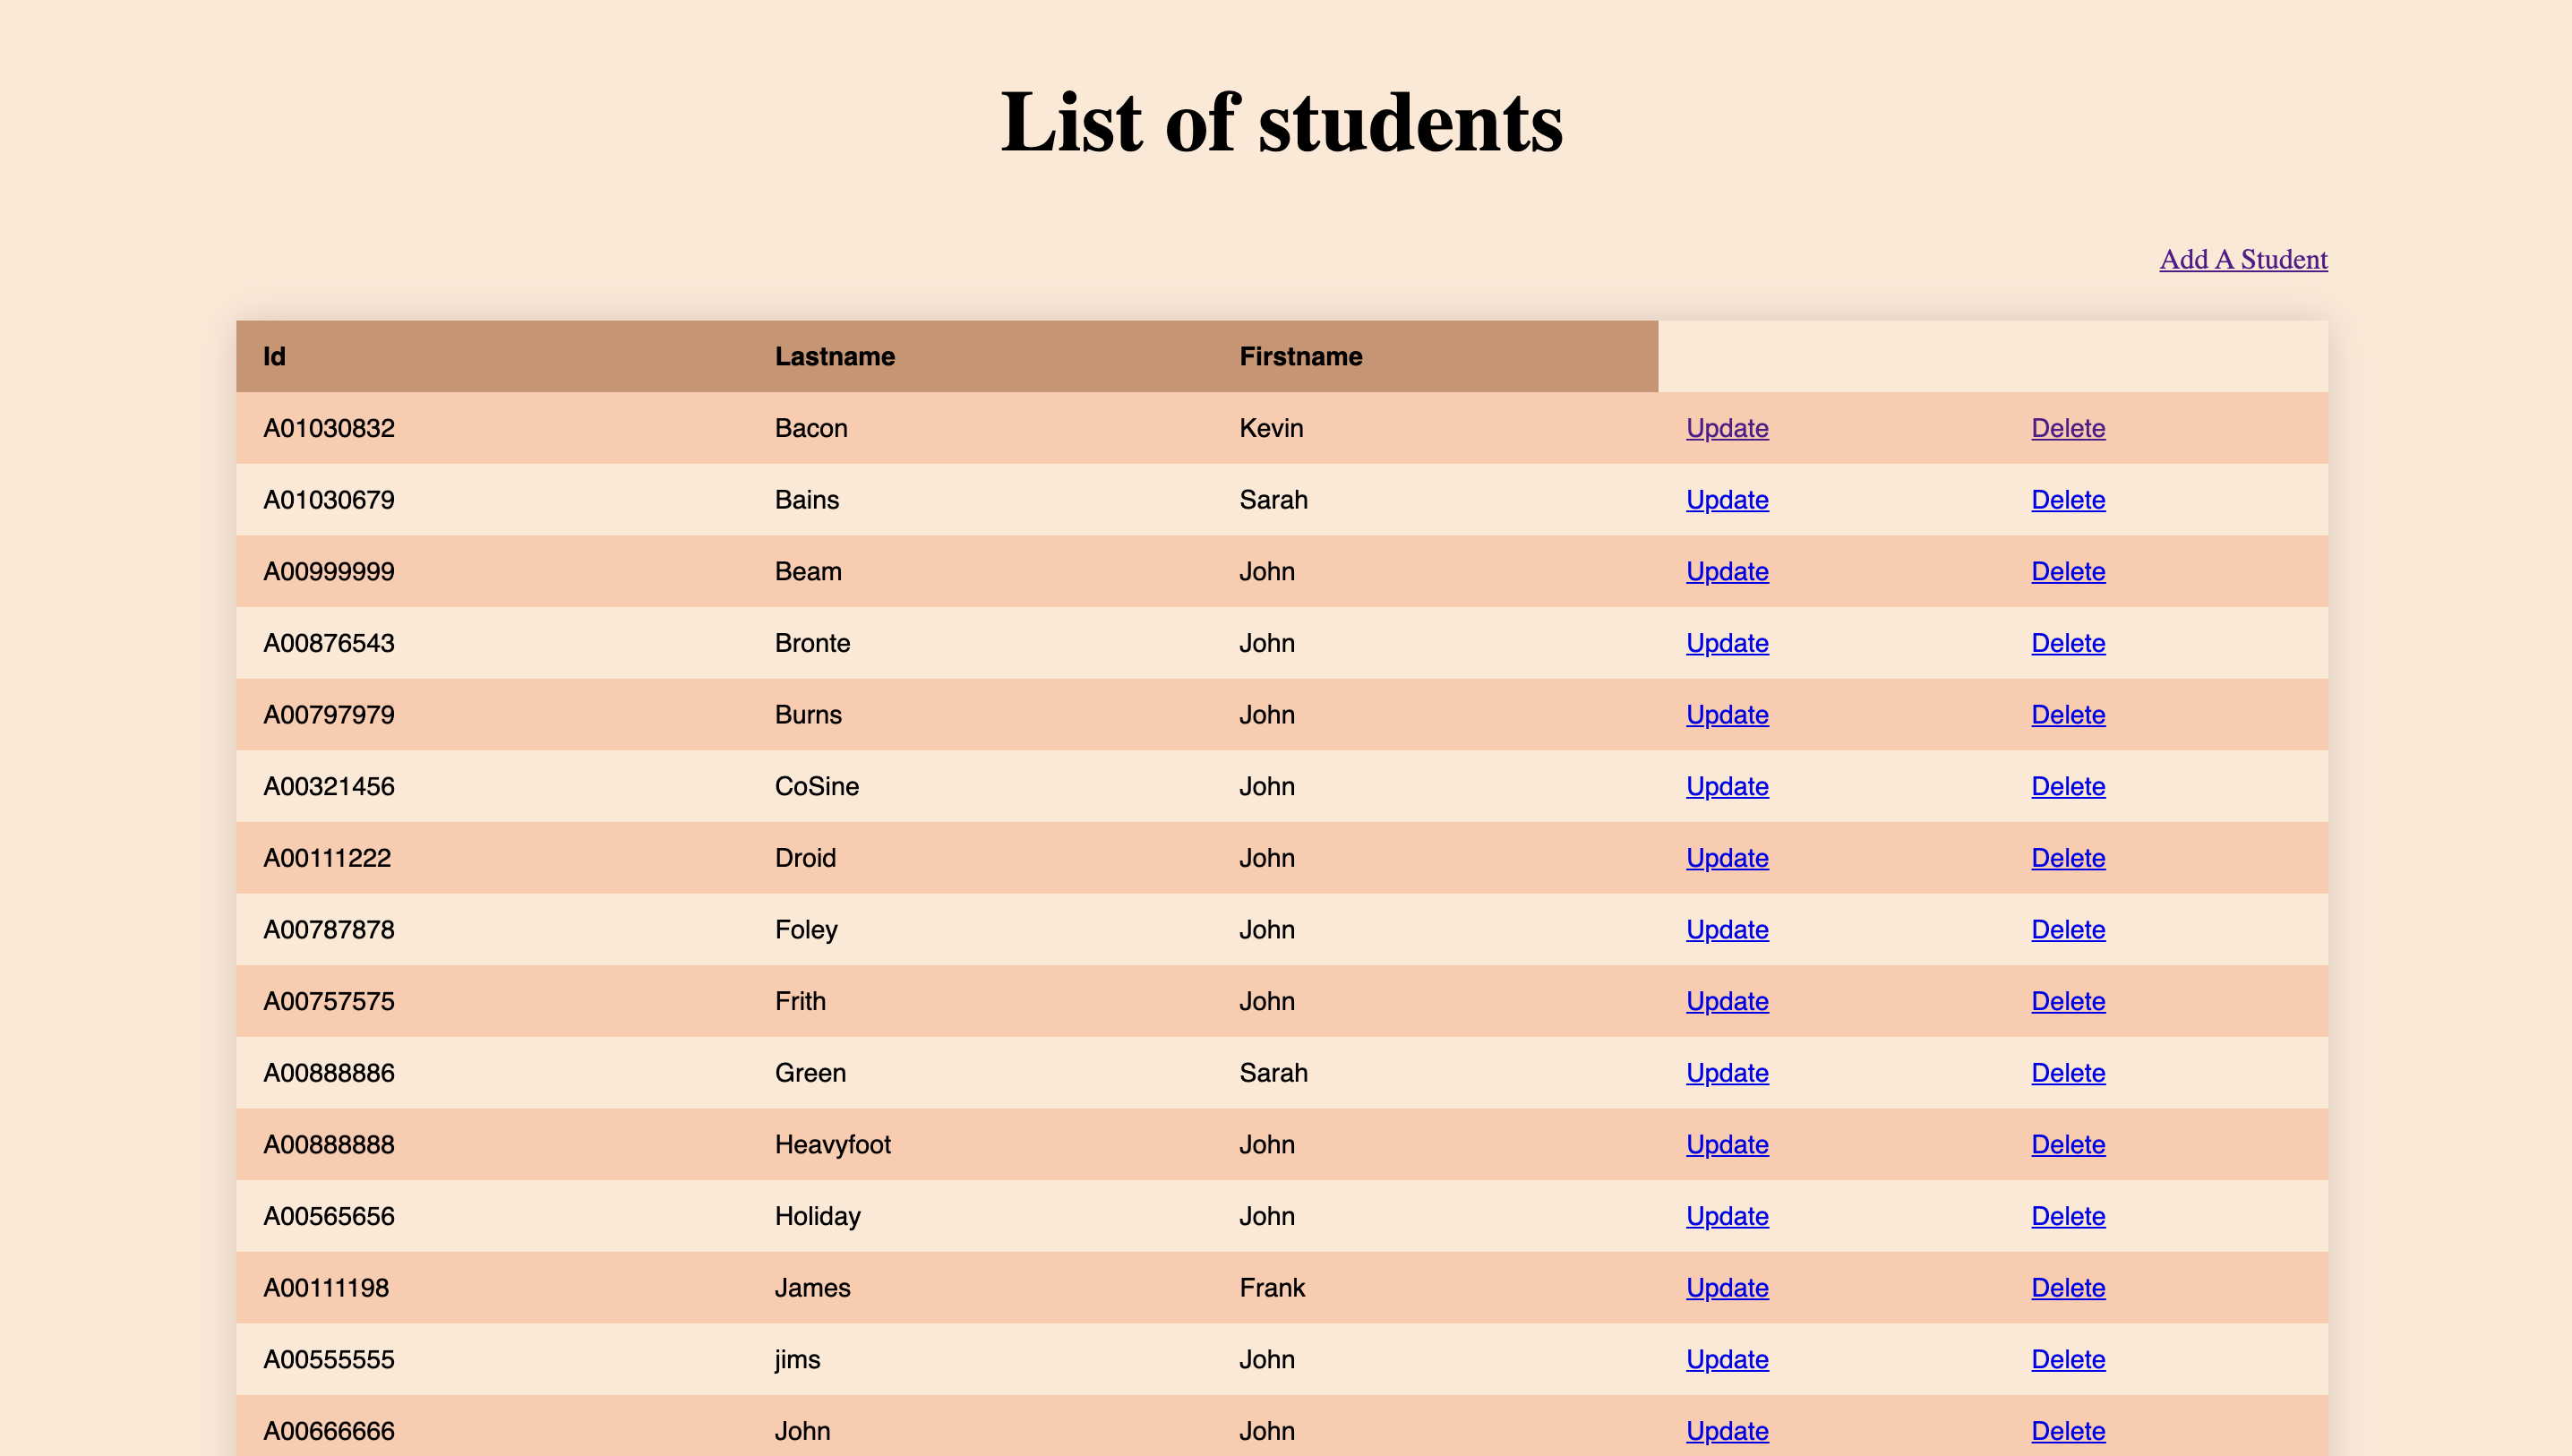 List of students
Add A Student
Id Lastname Firstname
A01030832 Bacon Kevin Update Delete
A01030679 Bains Sarah Update Delete
A00999999 Beam John Update Delete
A00876543 Bronte John Update Delete
A00797979 Burns John Update Delete
A00321456 CoSine John Update Delete
A00111222 Droid John Update Delete
A00787878 Foley John Update Delete
A00757575 Frith John Update Delete
A00888886 Green Sarah Update Delete
A00888888 Heavyfoot John Update Delete
A00565656 Holiday John Update Delete
A00111198 James Frank Update Delete
A00555555 jims John Update Delete
A00666666 John John Update Delete